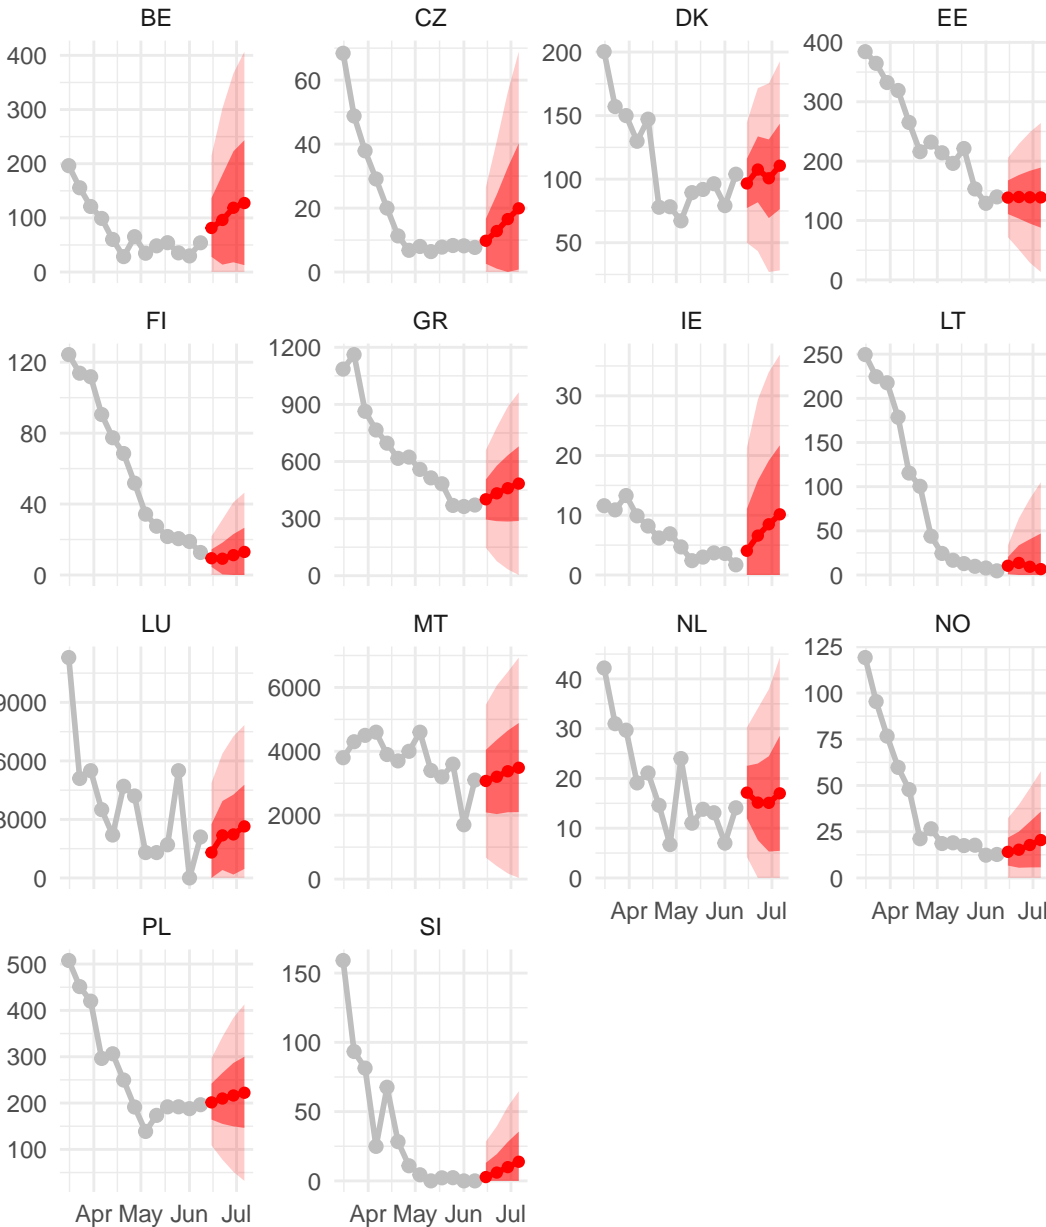 BE CZ DK EE
400 300 200 100 0
60 40 20 0
200 150 100 50
400 300 200 100 0
FI GR IE LT
120 80 40 0
1200 900 600 300 0
30 20 10 0
250 200 150 100 50 0
LU MT NL NO
9000 6000 3000 0
6000 4000 2000 0
40 30 20 10 0
125 100 75 50 25 0
Apr May Jun Jul
Apr May Jun Jul
PL SI
500 400 300 200 100
150 100 50 0
Apr May Jun Jul
Apr May Jun Jul